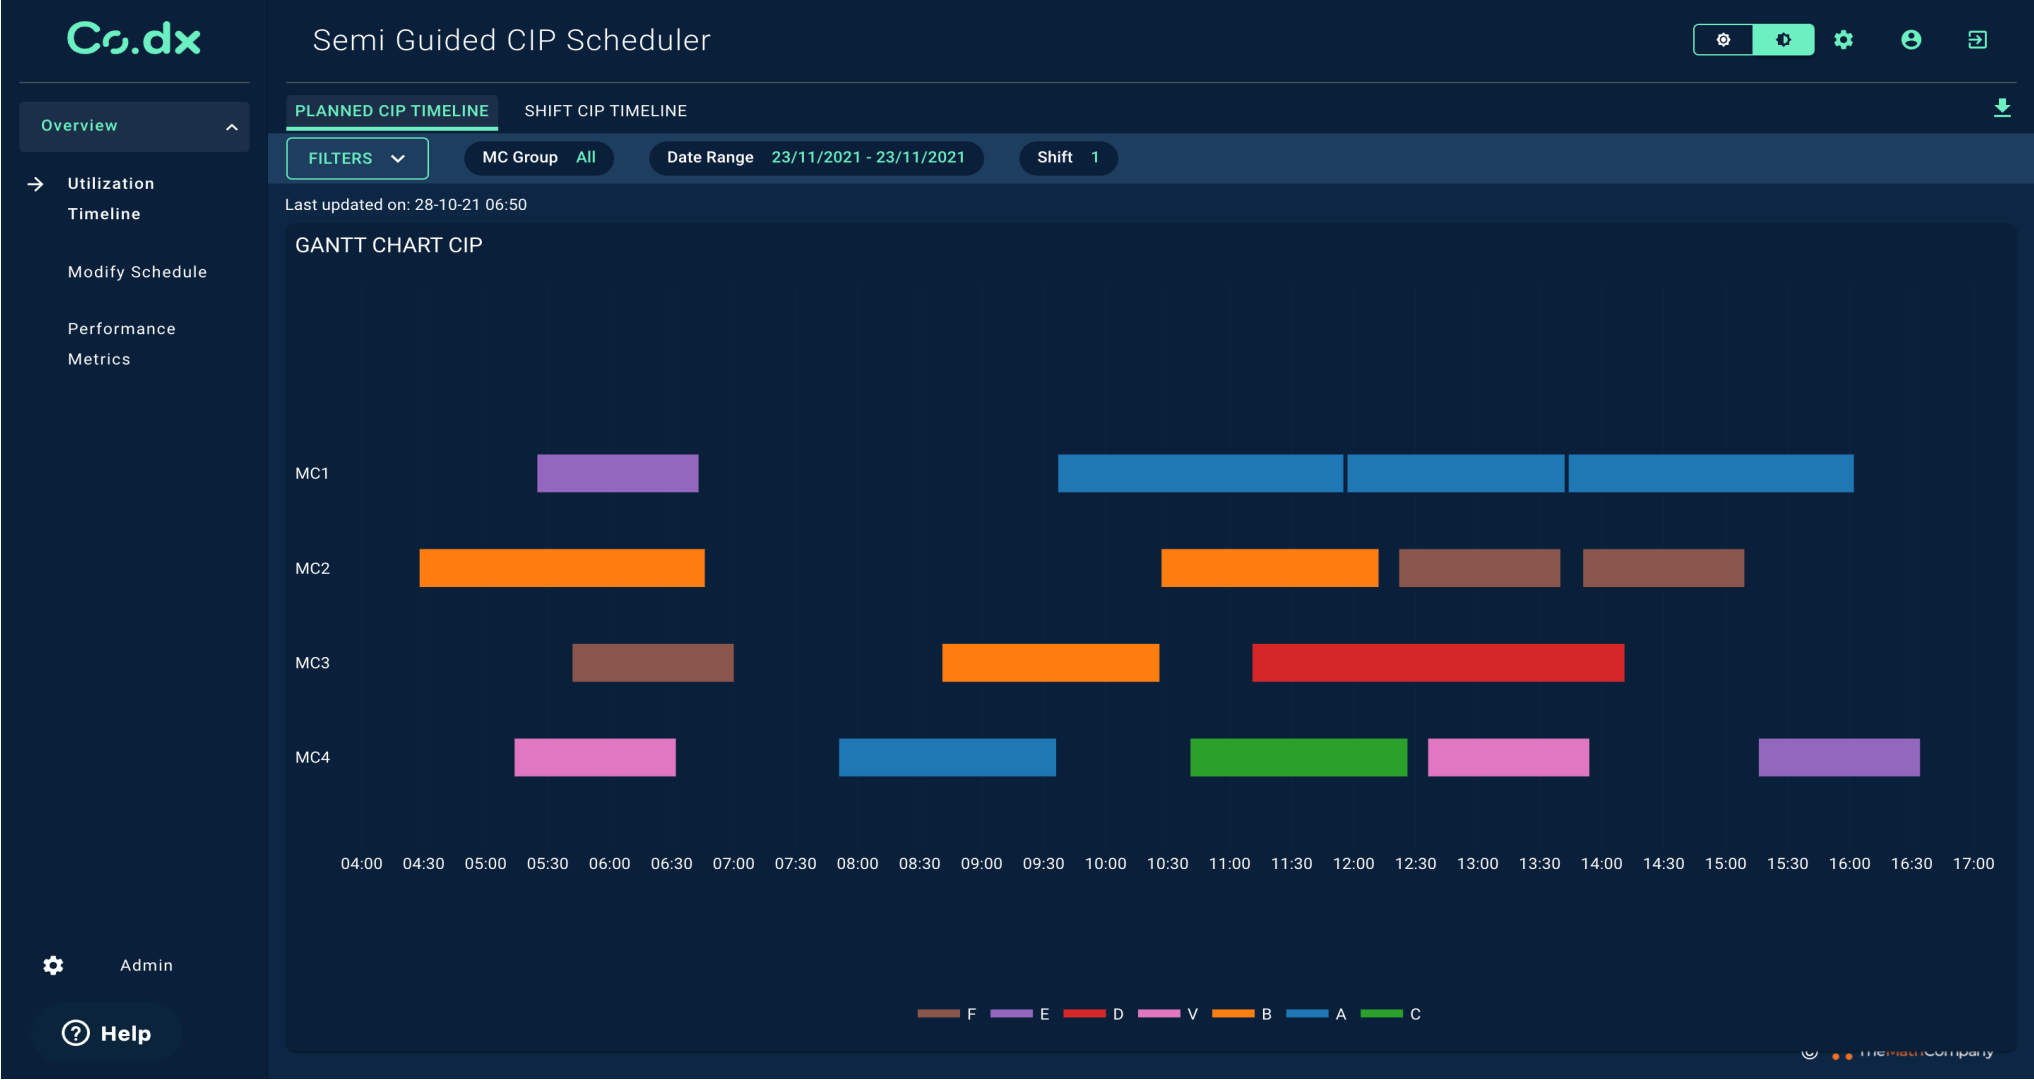 Co.dx
Semi Guided CIP Scheduler
Overview
Utilization
Timeline
Modify Schedule
Performance
Metrics
Admin
Help
PLANNED CIP TIMELINE SHIFT CIP TIMELINE
FILTERS MC Group All Date Range 23/11/2021 - 23/11/2021 Shift 1
Last updated on: 28-10-21 06:50
GANTT CHART CIP
MC1
MC2
MC3
MC4
04:00 04:30 05:00 05:30 06:00 06:30 07:00 07:30 08:00 08:30 09:00 09:30 10:00 10:30 11:00 11:30 12:00 12:30 13:00 13:30 14:00 14:30 15:00 15:30 16:00 16:30 17:00
F E D V B A C
© TheMathCompany